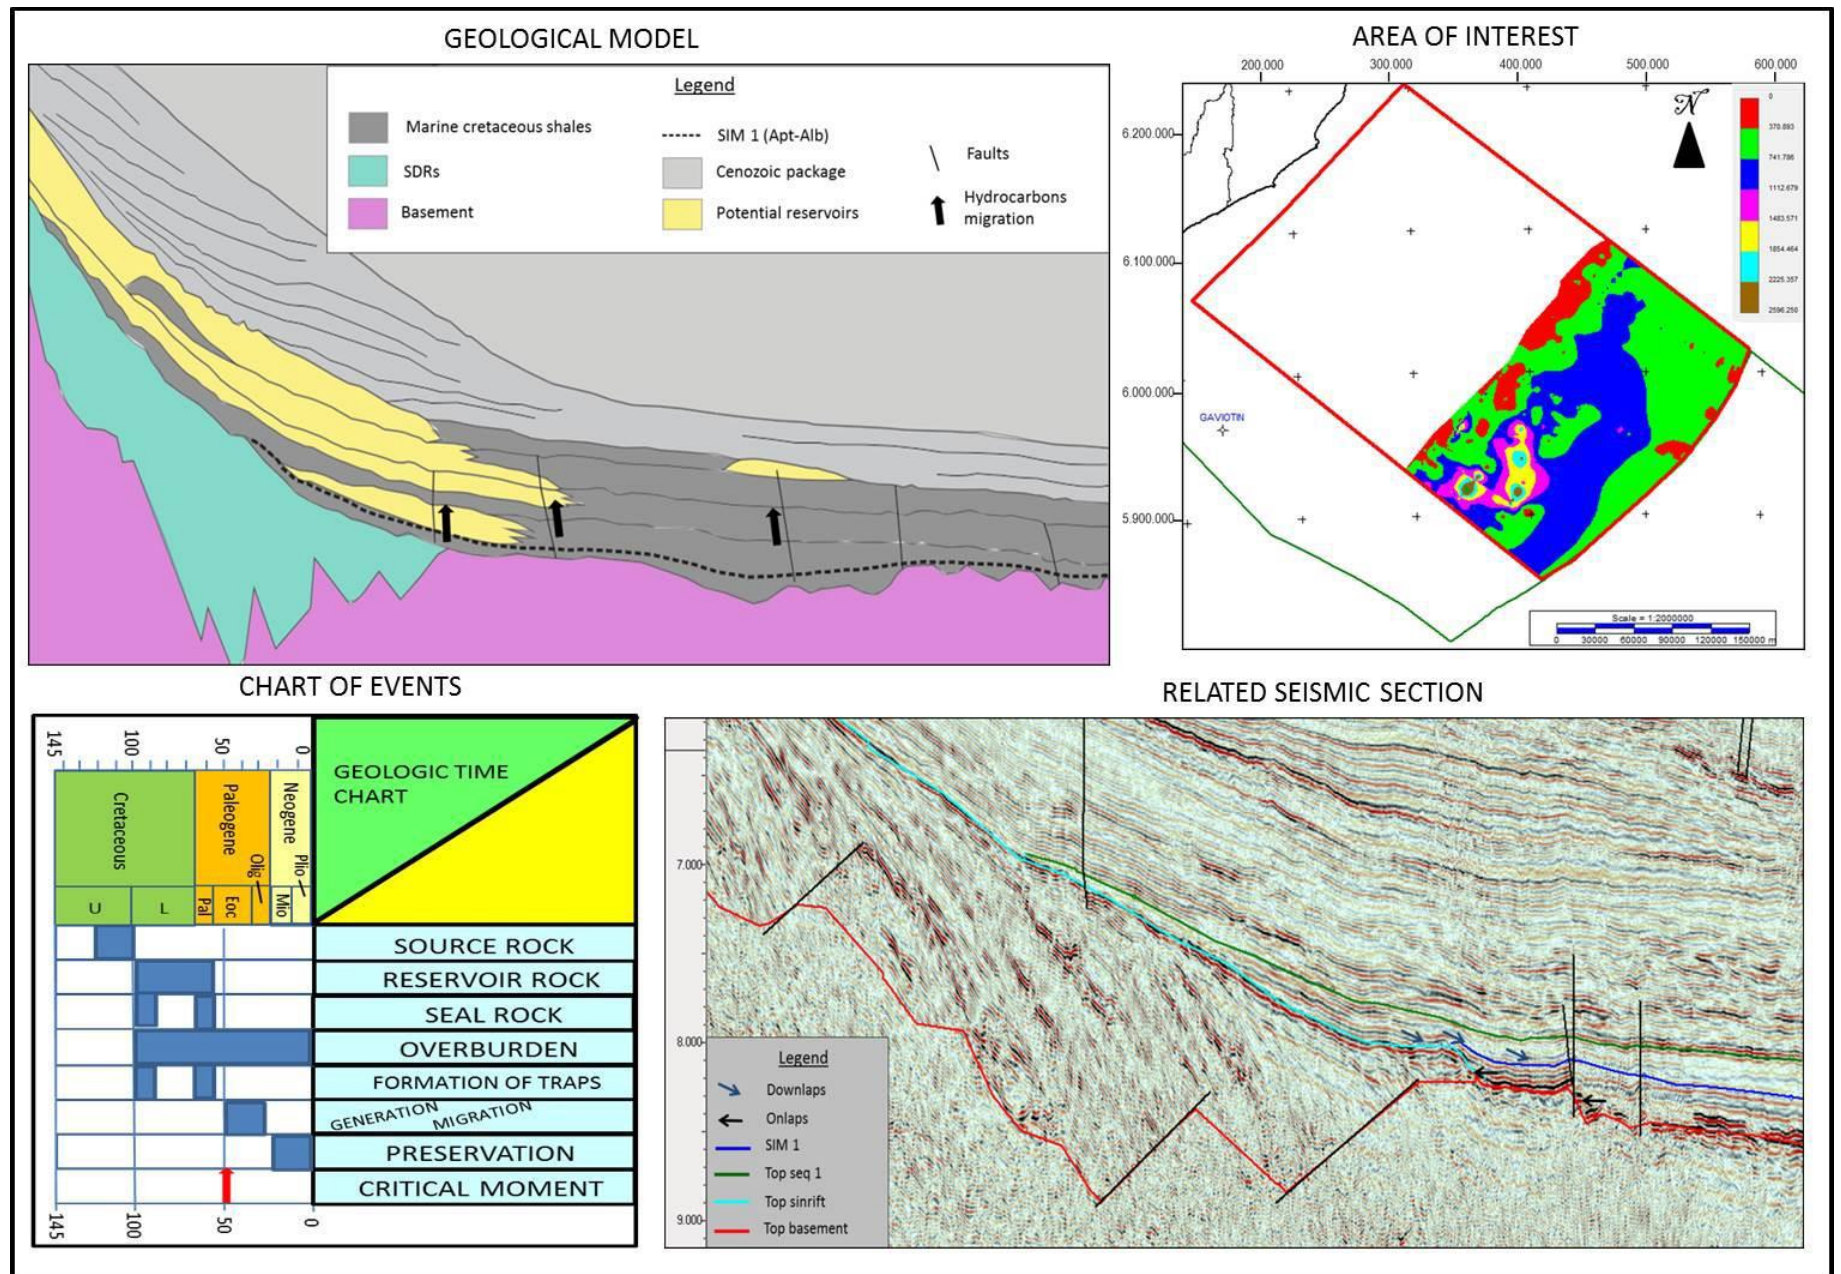 GEOLOGICAL MODEL
Legend
Marine cretaceous shales
SDRs
Basement
SIM 1 (Apt-Alb)
Cenozoic package
Potential reservoirs
Faults
Hydrocarbons
migration
AREA OF INTEREST
200.000 300.000 400.000 500.000 600.000
6.200.000
6.100.000
6.000.000
5.900.000
N
0
370.893
741.786
1112.679
1483.571
1854.464
2225.357
2596.250
GAVIOTIN
Scale = 1:2000000
0 30000 60000 90000 120000 150000 m
CHART OF EVENTS
145 100 50 0
Cretaceous
Paleogene
Neogene
Olig
Plio
U L Pal Eoc Mio
GEOLOGIC TIME
CHART
SOURCE ROCK
RESERVOIR ROCK
SEAL ROCK
OVERBURDEN
FORMATION OF TRAPS
GENERATION MIGRATION
PRESERVATION
CRITICAL MOMENT
145 100 50 0
RELATED SEISMIC SECTION
7.000
8.000
9.000
Legend
Downlaps
Onlaps
SIM 1
Top seq 1
Top sinrift
Top basement